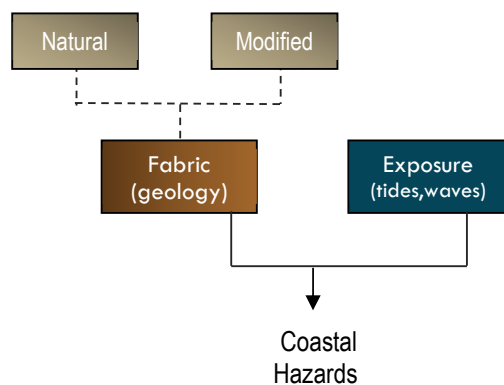 Natural
Modified
Fabric
(geology)
Exposure
(tides,waves)
Coastal
Hazards